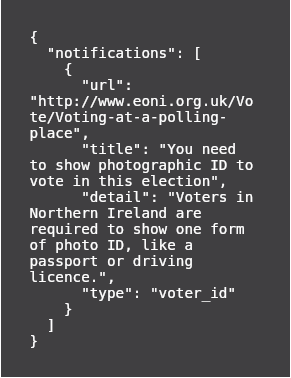 {
  "notifications": [
    {
      "url":
"http://www.eoni.org.uk/Vo
te/Voting-at-a-polling-
place",
      "title": "You need
to show photographic ID to
vote in this election",
      "detail": "Voters in
Northern Ireland are
required to show one form
of photo ID, like a
passport or driving
licence.",
      "type": "voter_id"
    }
  ]
}